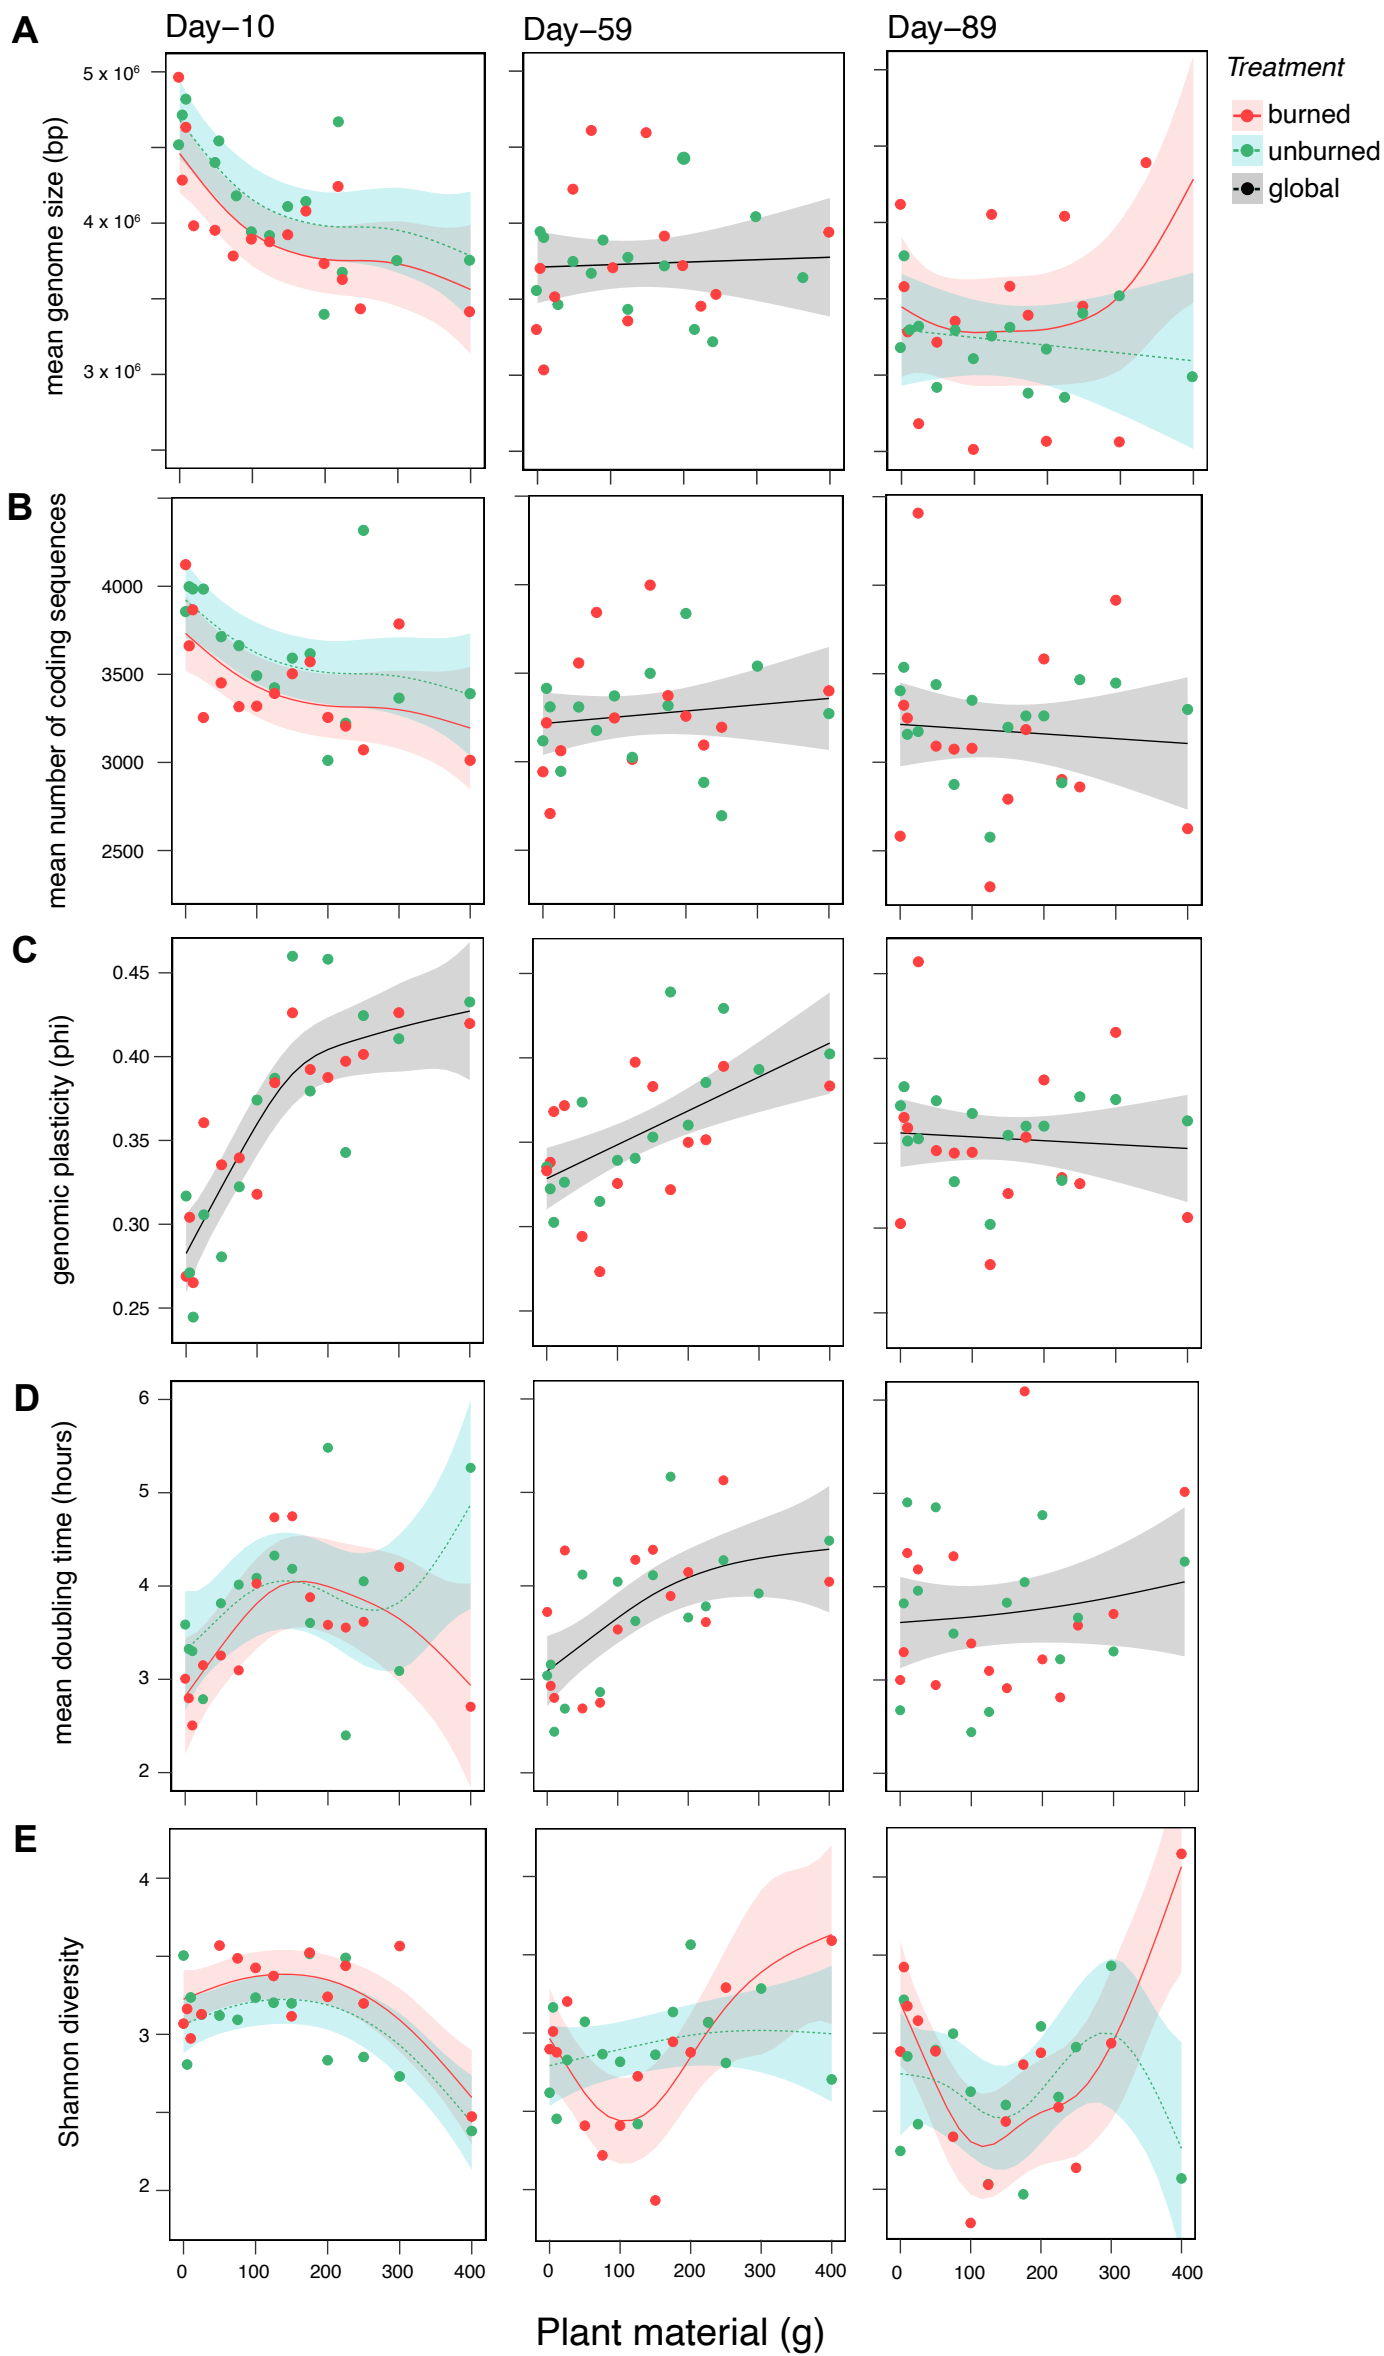 A
Day–10
Day–59
Day–89
Treatment
burned
unburned
global
mean genome size (bp)
5 x 10⁶
4 x 10⁶
3 x 10⁶
B
mean number of coding sequences
4000
3500
3000
2500
C
genomic plasticity (phi)
0.45
0.40
0.35
0.30
0.25
D
mean doubling time (hours)
6
5
4
3
2
E
Shannon diversity
4
3
2
0 100 200 300 400
0 100 200 300 400
0 100 200 300 400
Plant material (g)